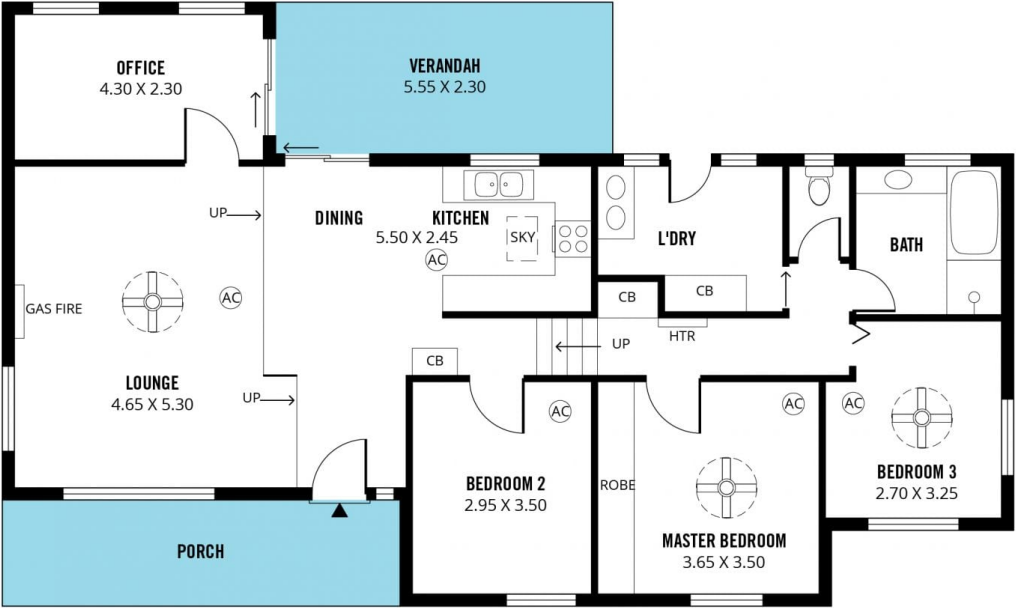 OFFICE
4.30 X 2.30
VERANDAH
5.55 X 2.30
UP
DINING
KITCHEN
5.50 X 2.45
SKY
AC
L'DRY
BATH
GAS FIRE
AC
CB
CB
CB
UP
HTR
LOUNGE
4.65 X 5.30
UP
AC
AC
AC
BEDROOM 2
2.95 X 3.50
ROBE
MASTER BEDROOM
3.65 X 3.50
BEDROOM 3
2.70 X 3.25
PORCH